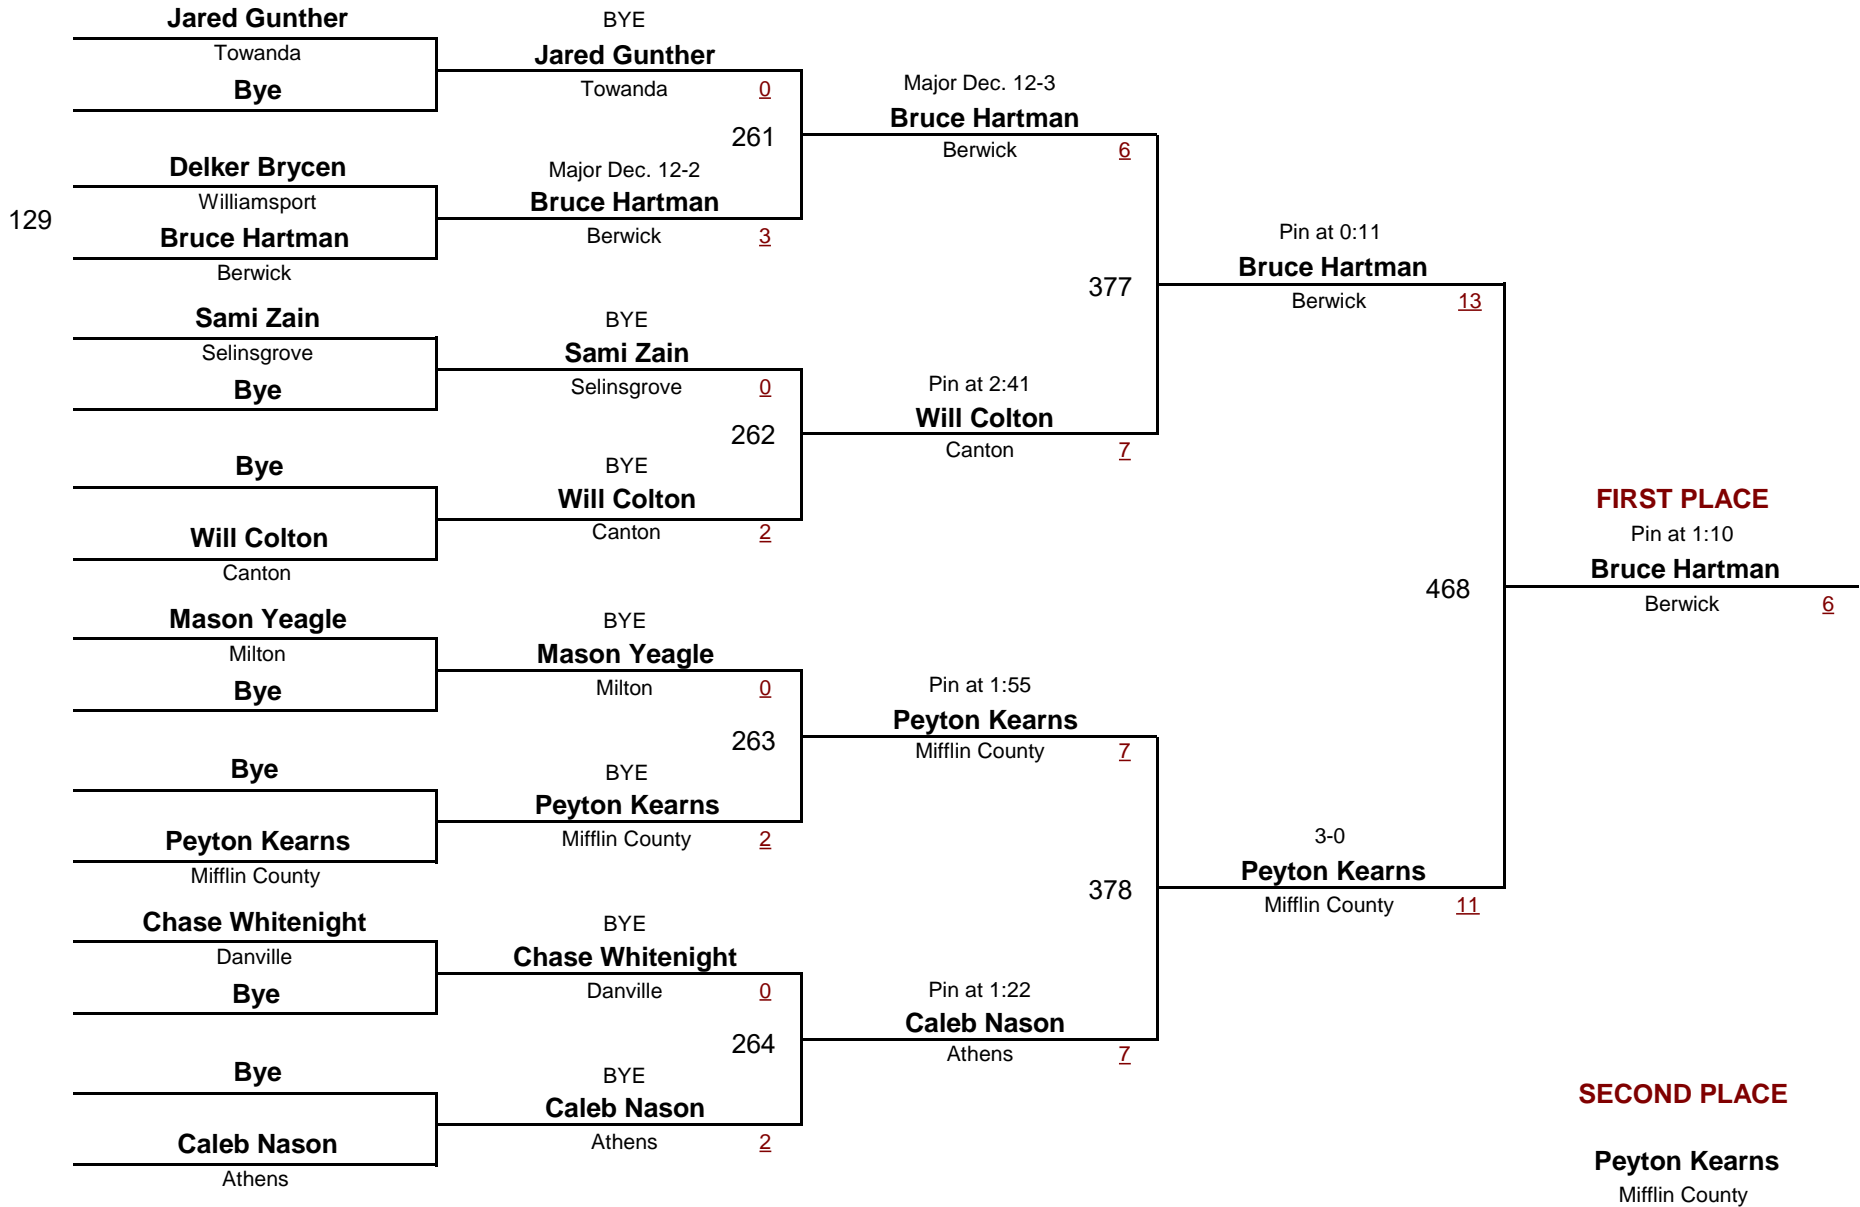 Jared Gunther
Towanda
Bye
129
Delker Brycen
Williamsport
Bruce Hartman
Berwick
Sami Zain
Selinsgrove
Bye
Bye
Will Colton
Canton
Mason Yeagle
Milton
Bye
Bye
Peyton Kearns
Mifflin County
Chase Whitenight
Danville
Bye
Bye
Caleb Nason
Athens
BYE
Jared Gunther
Towanda 0
261
Major Dec. 12-2
Bruce Hartman
Berwick 3
BYE
Sami Zain
Selinsgrove 0
262
BYE
Will Colton
Canton 2
BYE
Mason Yeagle
Milton 0
263
BYE
Peyton Kearns
Mifflin County 2
BYE
Chase Whitenight
Danville 0
264
BYE
Caleb Nason
Athens 2
Major Dec. 12-3
Bruce Hartman
Berwick 6
377
Pin at 2:41
Will Colton
Canton 7
Pin at 1:55
Peyton Kearns
Mifflin County 7
378
Pin at 1:22
Caleb Nason
Athens 7
Pin at 0:11
Bruce Hartman
Berwick 13
468
3-0
Peyton Kearns
Mifflin County 11
FIRST PLACE
Pin at 1:10
Bruce Hartman
Berwick 6
SECOND PLACE
Peyton Kearns
Mifflin County